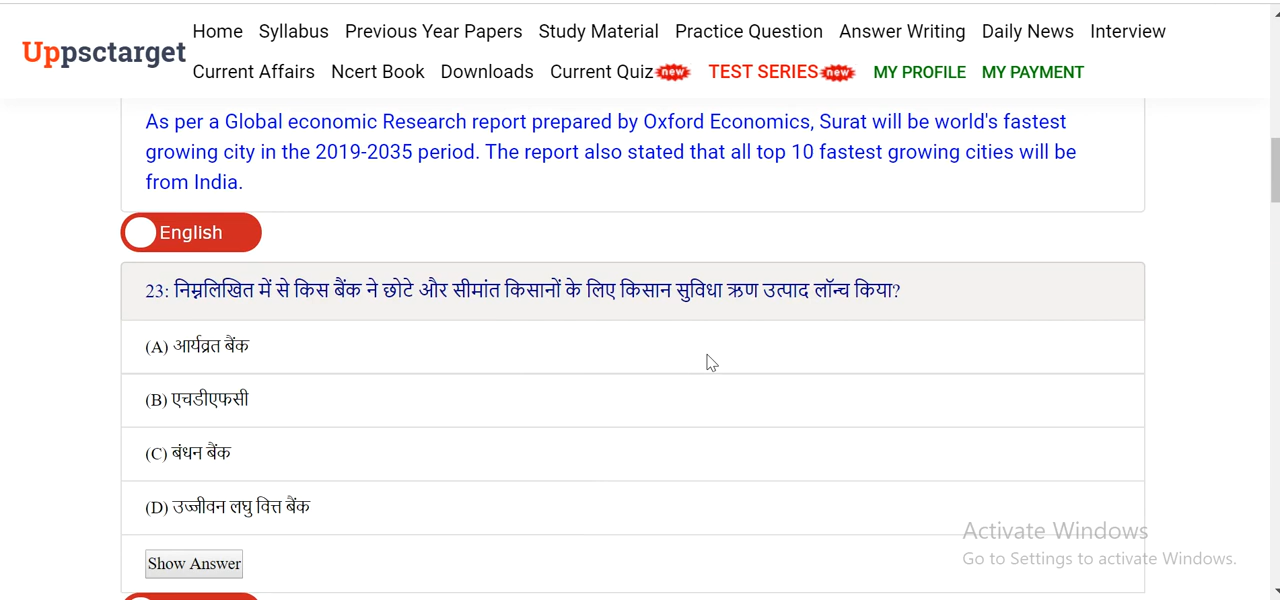 Home Syllabus Previous Year Papers Study Material Practice Question Answer Writing Daily News Interview
Uppsctarget
Current Affairs Ncert Book Downloads Current Quiz new TEST SERIES new MY PROFILE MY PAYMENT
As per a Global economic Research report prepared by Oxford Economics, Surat will be world's fastest
growing city in the 2019-2035 period. The report also stated that all top 10 fastest growing cities will be
from India.
English
23: निम्नलिखित में से किस बैंक ने छोटे और सीमांत किसानों के लिए किसान सुविधा ऋण उत्पाद लॉन्च किया?
(A) आर्यव्रत बैंक
(B) एचडीएफसी
(C) बंधन बैंक
(D) उज्जीवन लघु वित्त बैंक
Show Answer
Activate Windows
Go to Settings to activate Windows.